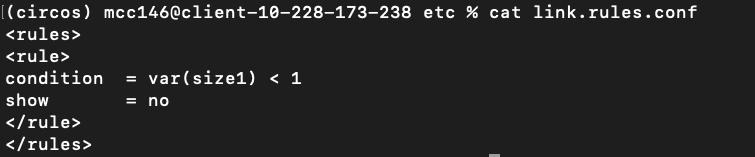 (circos) mcc146@client-10-228-173-238 etc % cat link.rules.conf
<rules>
<rule>
condition  = var(size1) < 1
show       = no
</rule>
</rules>